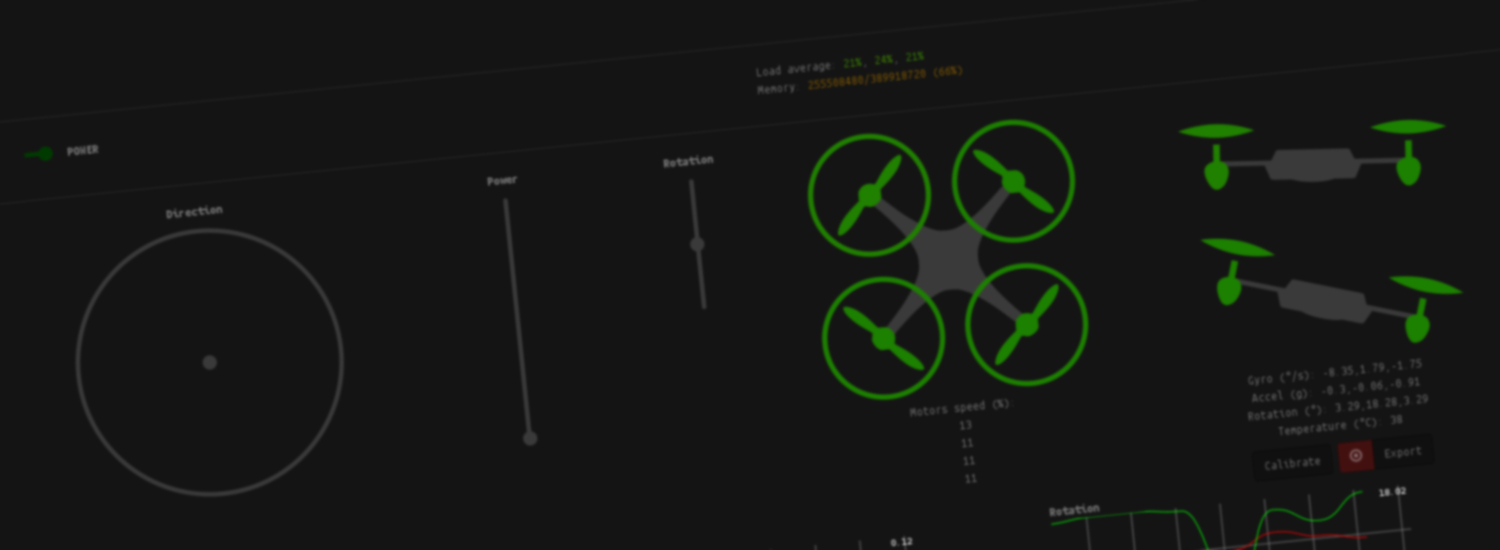 Load average: 21%, 24%, 21%
Memory: 255508480/389918720 (66%)
POWER
Direction
Power
Rotation
Motors speed (%):
13
11
11
11
Gyro (°/s): -8.35,1.79,-1.75
Accel (g): -0.3,-0.06,-0.91
Rotation (°): 3.29,18.28,3.29
Temperature (°C): 38
Calibrate
Export
Rotation
18.02
0.12